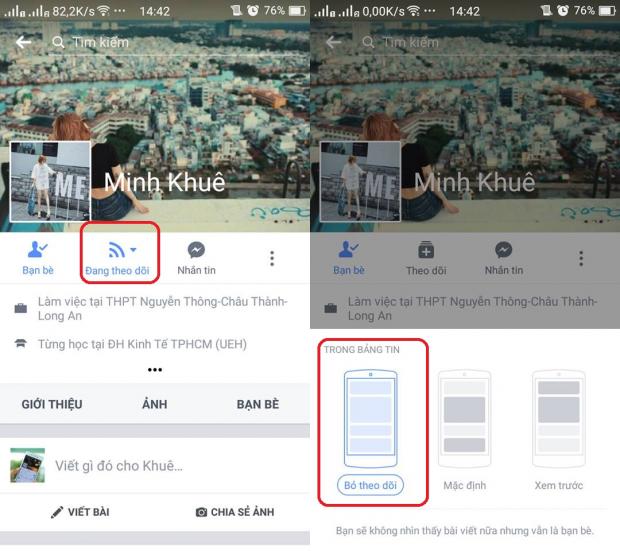 82,2K/s ··· 14:42 76%
Tìm kiếm
ME
Minh Khuê
Bạn bè
Đang theo dõi
Nhắn tin
Làm việc tại THPT Nguyễn Thông-Châu Thành-
Long An
Từng học tại ĐH Kinh Tế TPHCM (UEH)
•••
GIỚI THIỆU
ẢNH
BẠN BÈ
Viết gì đó cho Khuê...
VIẾT BÀI
CHIA SẺ ẢNH
0,00K/s ··· 14:42 76%
Tìm kiếm
ME
Minh Khuê
Bạn bè
Theo dõi
Nhắn tin
Làm việc tại THPT Nguyễn Thông-Châu Thành-
Long An
TRONG BẢNG TIN
Bỏ theo dõi
Mặc định
Xem trước
Bạn sẽ không nhìn thấy bài viết nữa nhưng vẫn là bạn bè.